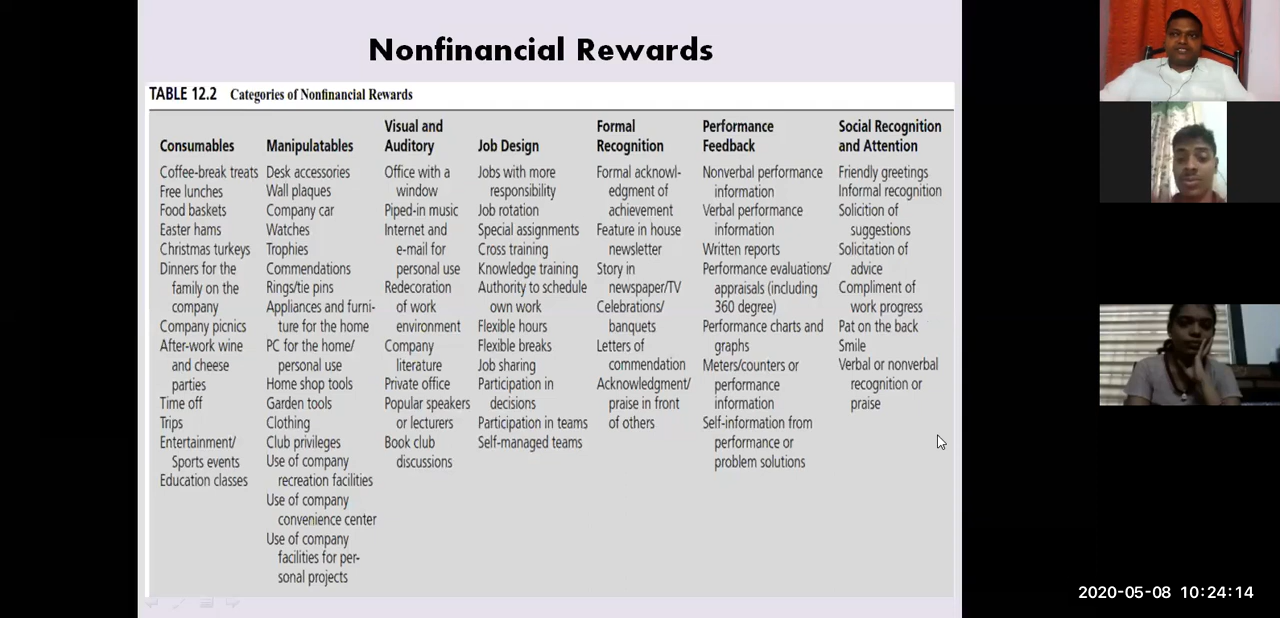 Nonfinancial Rewards
TABLE 12.2 Categories of Nonfinancial Rewards
Consumables
Coffee-break treats
Free lunches
Food baskets
Easter hams
Christmas turkeys
Dinners for the
family on the
company
Company picnics
After-work wine
and cheese
parties
Time off
Trips
Entertainment/
Sports events
Education classes
Manipulatables
Desk accessories
Wall plaques
Company car
Watches
Trophies
Commendations
Rings/tie pins
Appliances and furni-
ture for the home
PC for the home/
personal use
Home shop tools
Garden tools
Clothing
Club privileges
Use of company
recreation facilities
Use of company
convenience center
Use of company
facilities for per-
sonal projects
Visual and
Auditory
Office with a
window
Piped-in music
Internet and
e-mail for
personal use
Redecoration
of work
environment
Company
literature
Private office
Popular speakers
or lecturers
Book club
discussions
Job Design
Jobs with more
responsibility
Job rotation
Special assignments
Cross training
Knowledge training
Authority to schedule
own work
Flexible hours
Flexible breaks
Job sharing
Participation in
decisions
Participation in teams
Self-managed teams
Formal
Recognition
Formal acknowl-
edgment of
achievement
Feature in house
newsletter
Story in
newspaper/TV
Celebrations/
banquets
Letters of
commendation
Acknowledgment/
praise in front
of others
Performance
Feedback
Nonverbal performance
information
Verbal performance
information
Written reports
Performance evaluations/
appraisals (including
360 degree)
Performance charts and
graphs
Meters/counters or
performance
information
Self-information from
performance or
problem solutions
Social Recognition
and Attention
Friendly greetings
Informal recognition
Solicition of
suggestions
Solicitation of
advice
Compliment of
work progress
Pat on the back
Smile
Verbal or nonverbal
recognition or
praise
2020-05-08 10:24:14